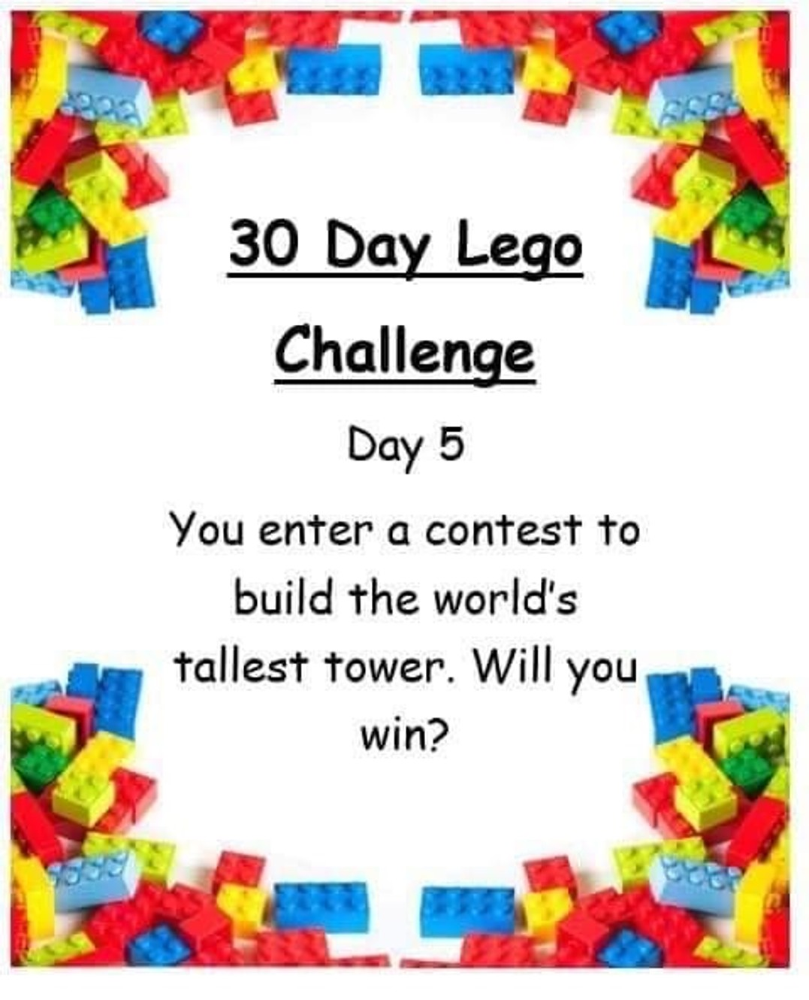 30 Day Lego
Challenge
Day 5
You enter a contest to
build the world's
tallest tower. Will you
win?